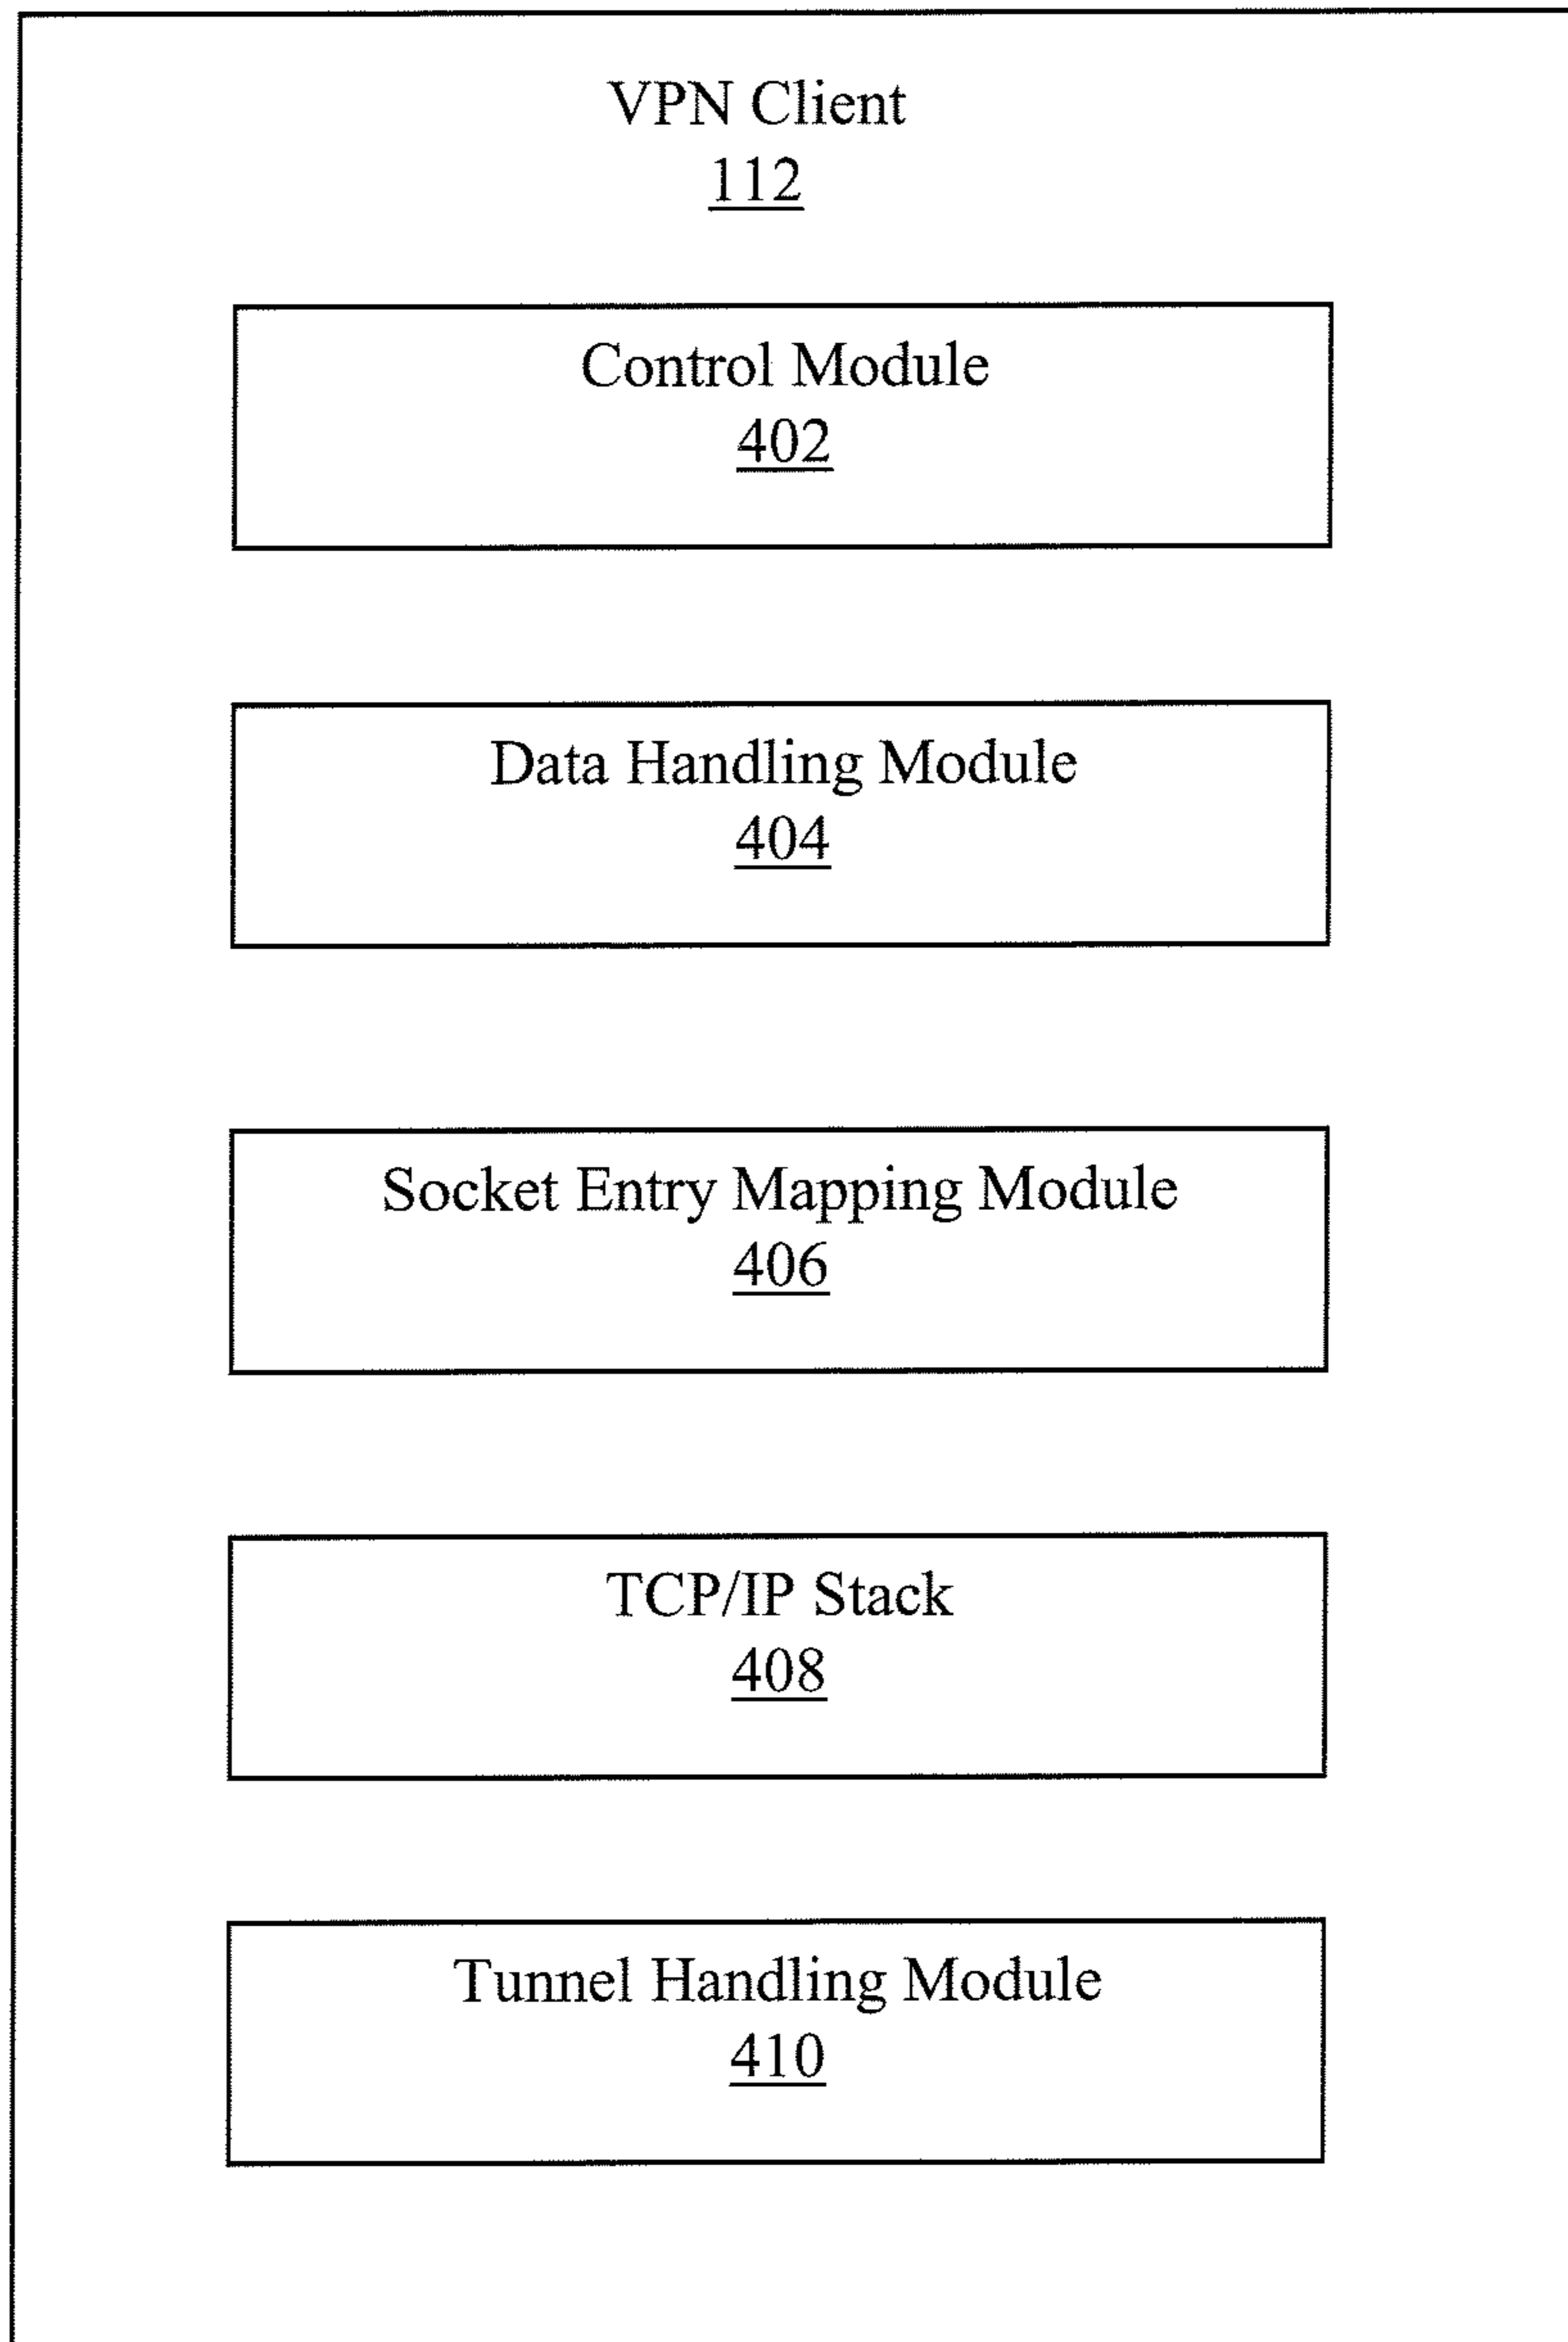 VPN Client
112
Control Module
402
Data Handling Module
404
Socket Entry Mapping Module
406
TCP/IP Stack
408
Tunnel Handling Module
410